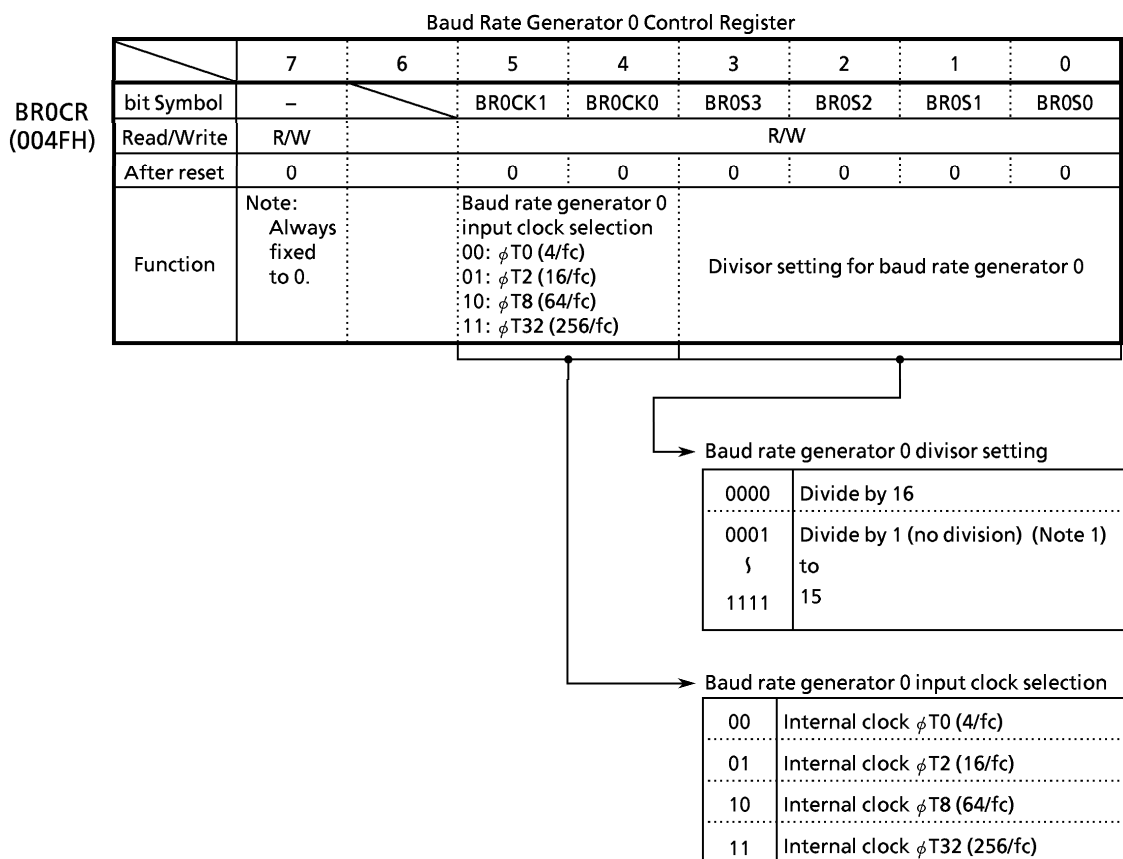 Baud Rate Generator 0 Control Register
7 6 5 4 3 2 1 0
BR0CR
(004FH)
bit Symbol – BR0CK1 BR0CK0 BR0S3 BR0S2 BR0S1 BR0S0
Read/Write R/W R/W
After reset 0 0 0 0 0 0 0
Function
Note:
Always
fixed
to 0.
Baud rate generator 0
input clock selection
00: ϕT0 (4/fc)
01: ϕT2 (16/fc)
10: ϕT8 (64/fc)
11: ϕT32 (256/fc)
Divisor setting for baud rate generator 0
Baud rate generator 0 divisor setting
0000 Divide by 16
0001 Divide by 1 (no division) (Note 1)
⌇ to
1111 15
Baud rate generator 0 input clock selection
00 Internal clock ϕT0 (4/fc)
01 Internal clock ϕT2 (16/fc)
10 Internal clock ϕT8 (64/fc)
11 Internal clock ϕT32 (256/fc)